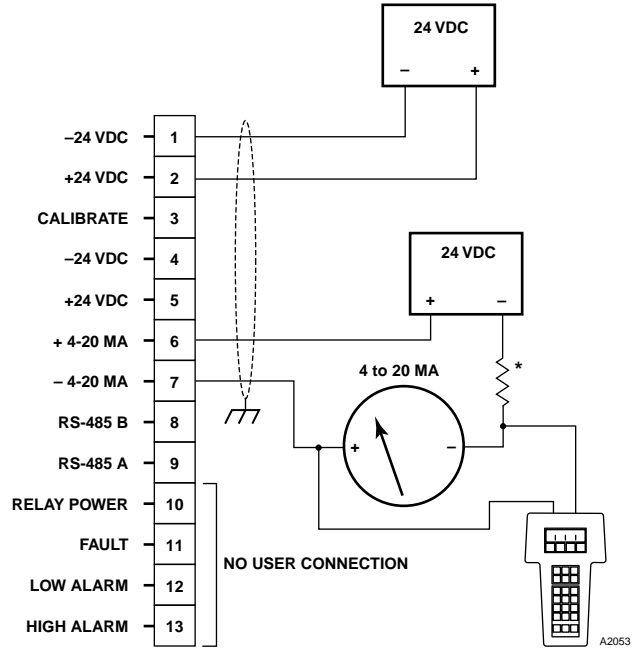 24 VDC
– +
–24 VDC 1
+24 VDC 2
CALIBRATE 3
–24 VDC 4
+24 VDC 5
+ 4-20 MA 6
– 4-20 MA 7
RS-485 B 8
RS-485 A 9
RELAY POWER 10
FAULT 11
LOW ALARM 12
HIGH ALARM 13
24 VDC
+ –
*
4 to 20 MA
+ –
NO USER CONNECTION
A2053